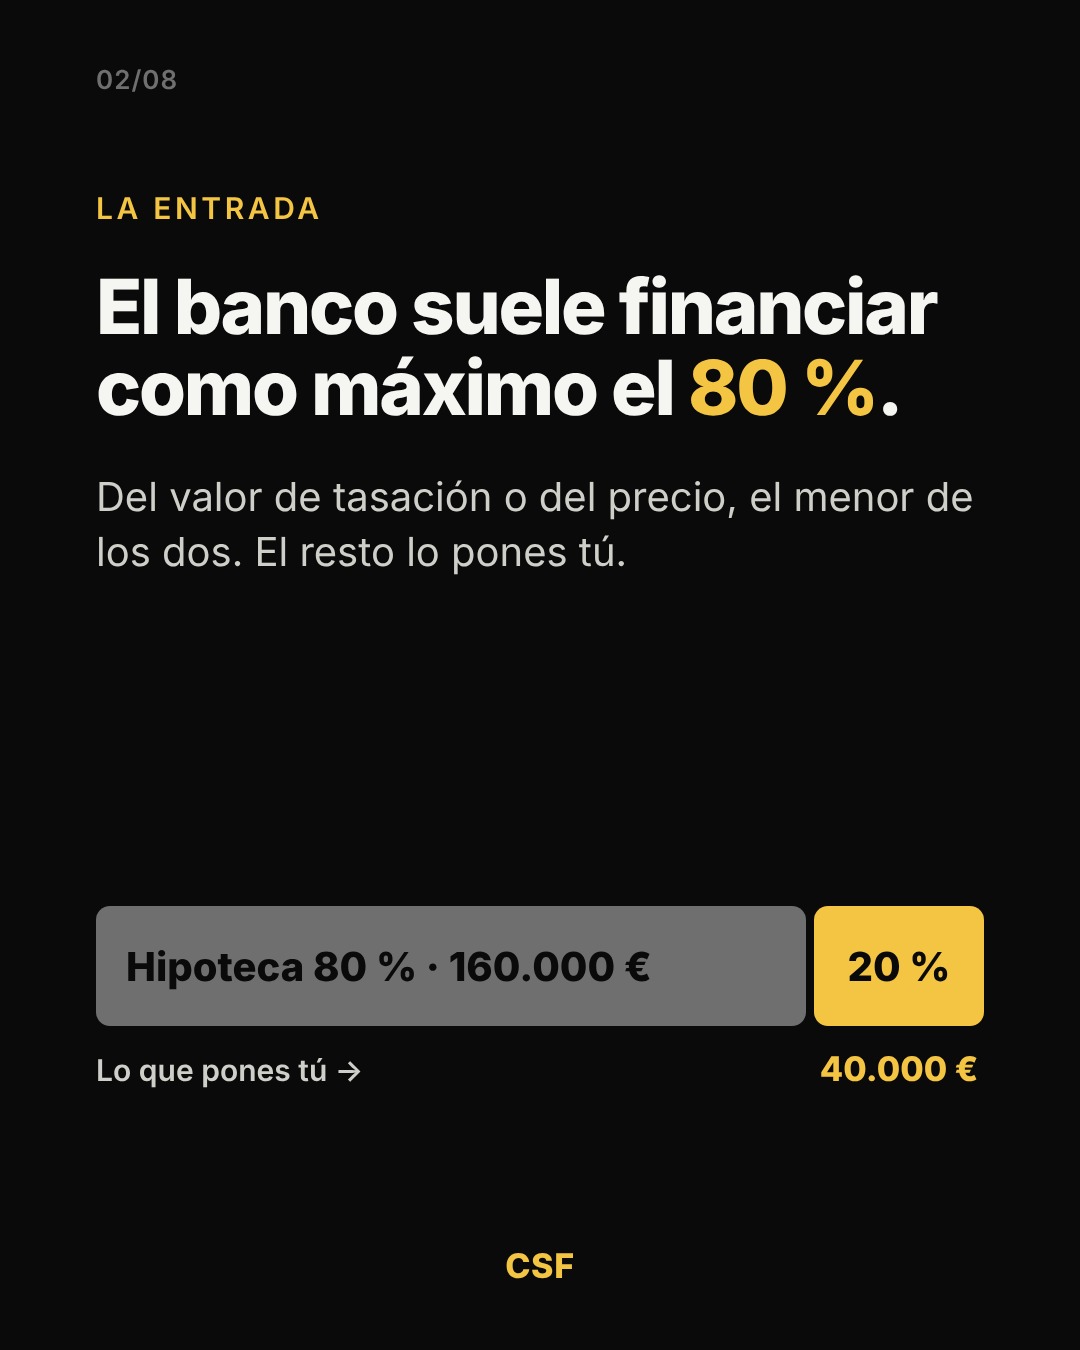 02/08
LA ENTRADA
El banco suele financiar
como máximo el 80 %.
Del valor de tasación o del precio, el menor de
los dos. El resto lo pones tú.
Hipoteca 80 % · 160.000 €
20 %
Lo que pones tú →
40.000 €
CSF